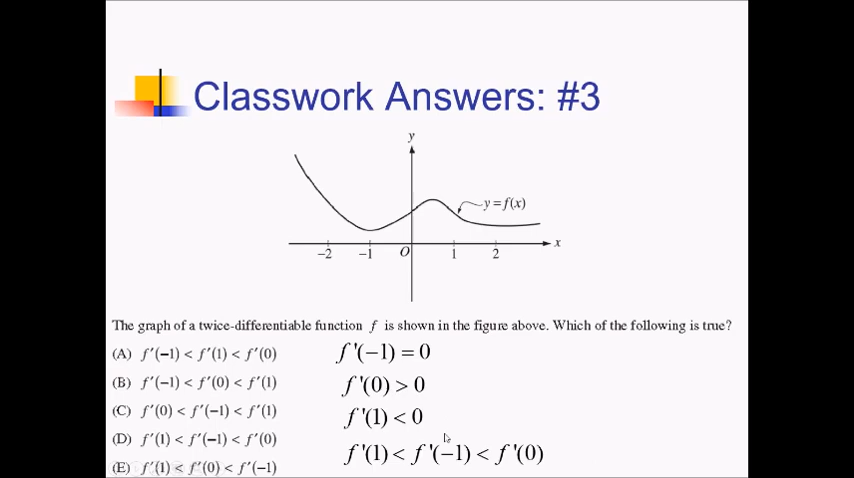 Classwork Answers: #3
y
y = f(x)
-2 -1 O 1 2 x
The graph of a twice-differentiable function f is shown in the figure above. Which of the following is true?
(A) f′(−1) < f′(1) < f′(0)
f '(−1) = 0
(B) f′(−1) < f′(0) < f′(1)
f '(0) > 0
(C) f′(0) < f′(−1) < f′(1)
f '(1) < 0
(D) f′(1) < f′(−1) < f′(0)
f '(1) < f '(−1) < f '(0)
(E) f′(1) < f′(0) < f′(−1)